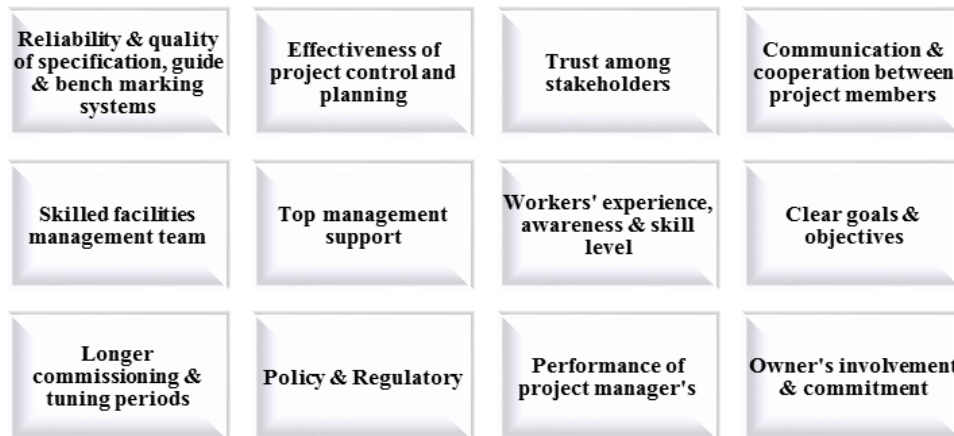 Reliability & quality
of specification, guide
& bench marking
systems
Effectiveness of
project control and
planning
Trust among
stakeholders
Communication &
cooperation between
project members
Skilled facilities
management team
Top management
support
Workers' experience,
awareness & skill
level
Clear goals &
objectives
Longer
commissioning &
tuning periods
Policy & Regulatory
Performance of
project manager's
Owner's involvement
& commitment